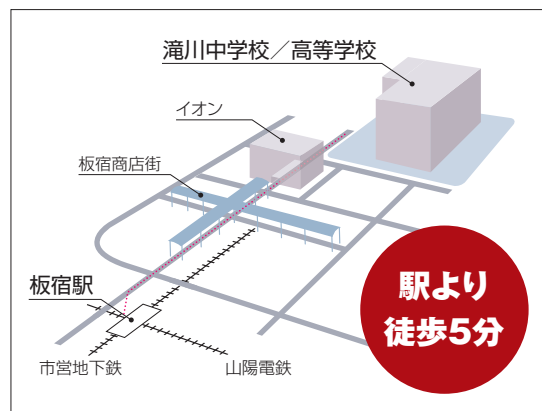 滝川中学校／高等学校
イオン
板宿商店街
板宿駅
市営地下鉄
山陽電鉄
駅より
徒歩5分